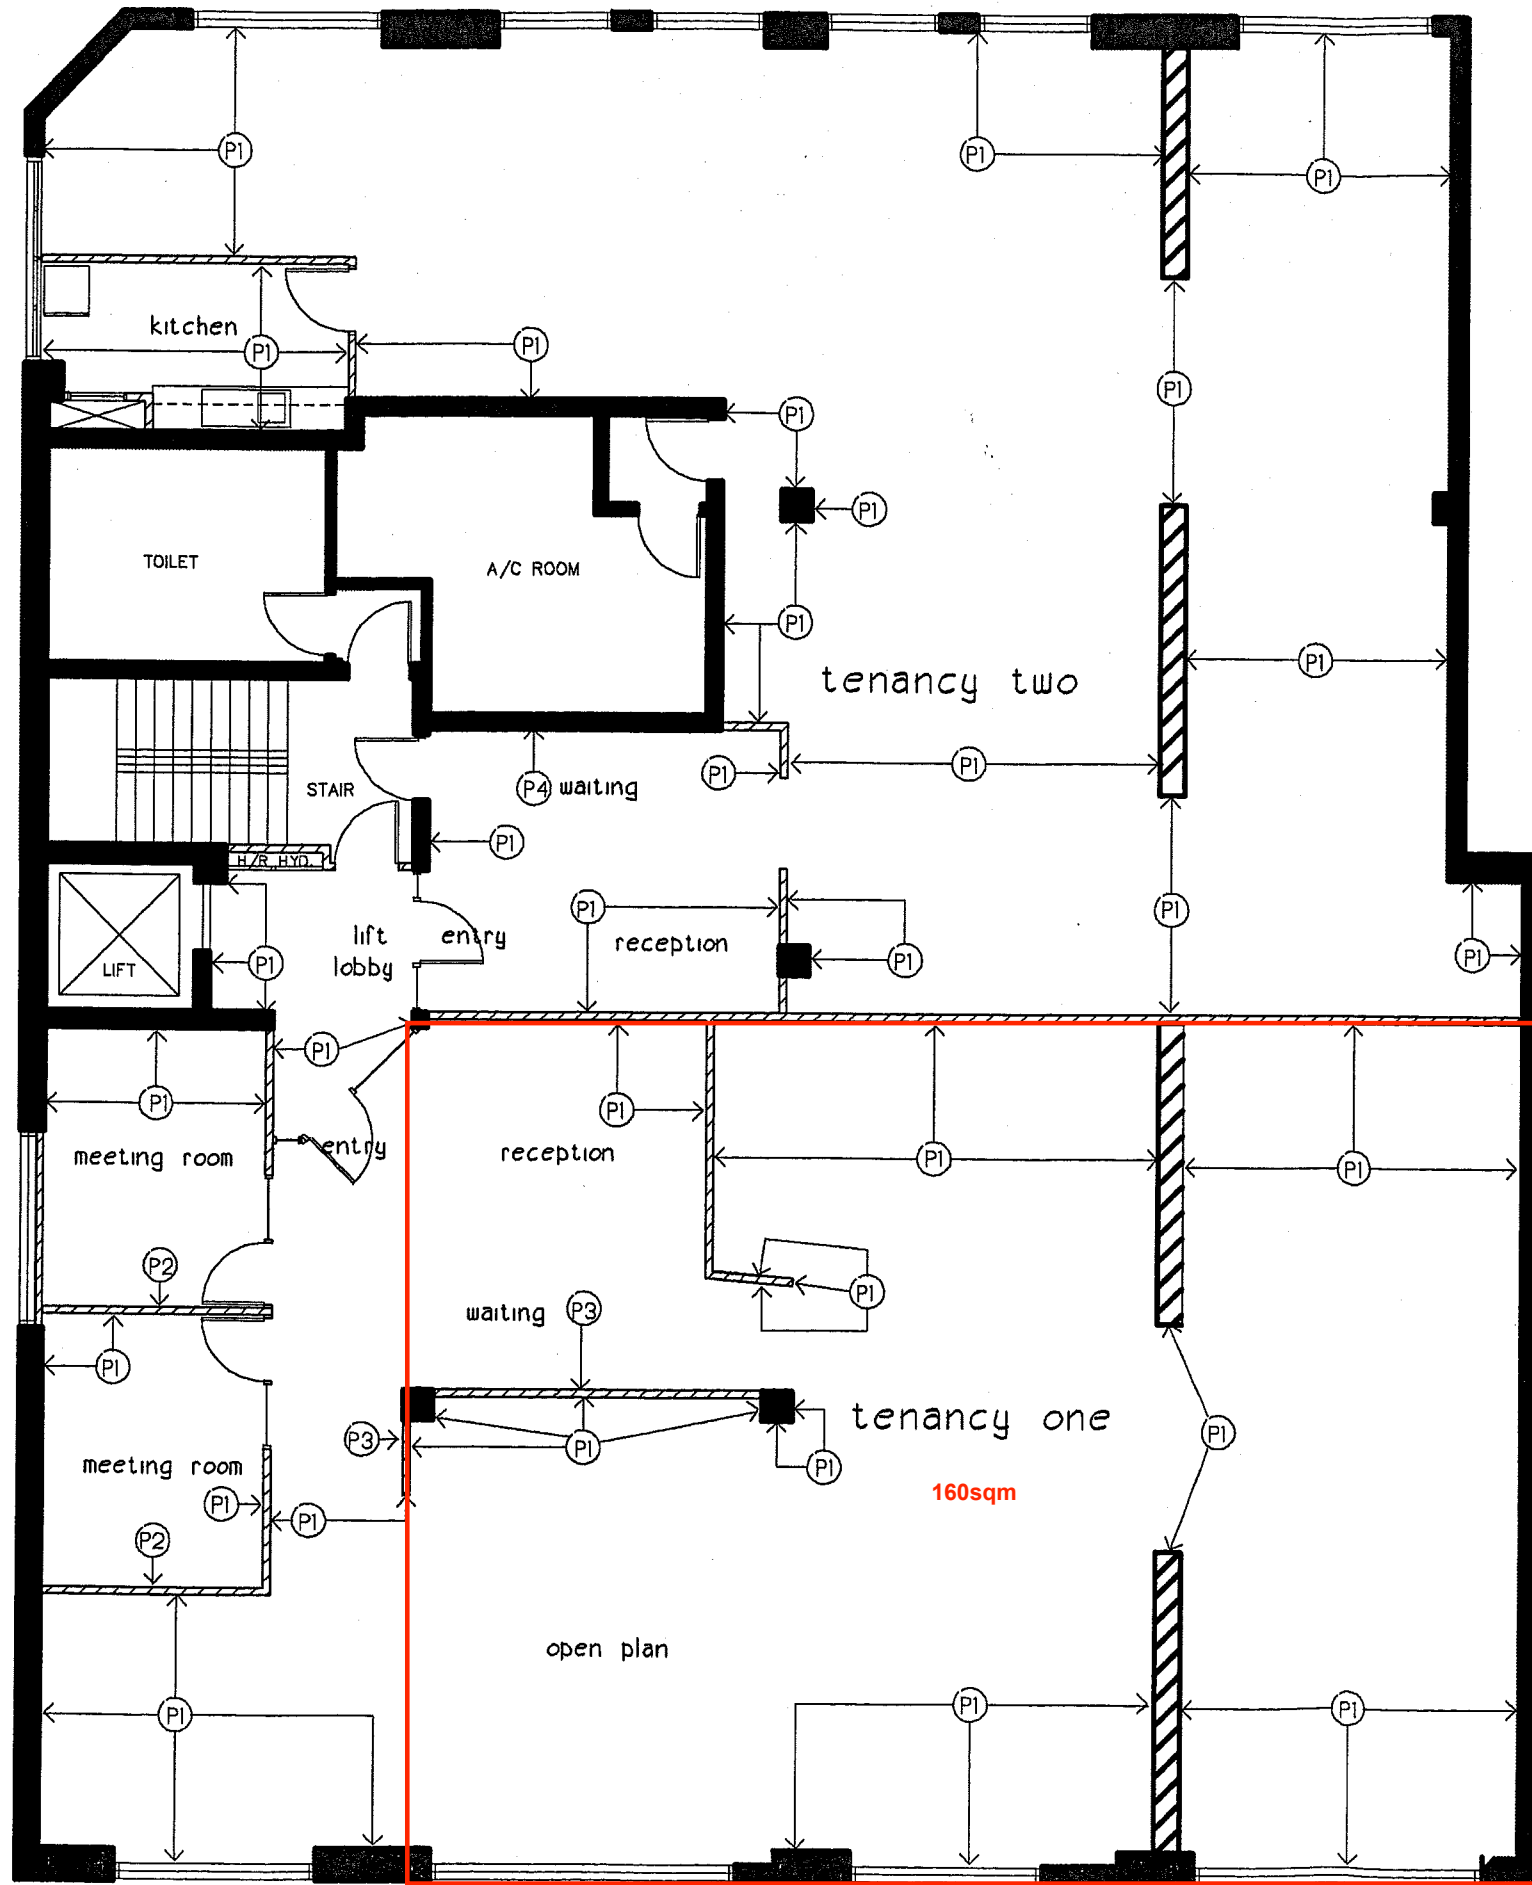 P1
P1
P1
kitchen
P1
P1
P1
P1
P1
TOILET
A/C ROOM
P1
P1
tenancy two
P1
P1
P1
P4 waiting
STAIR
P1
H/R HYD.
P1
P1
lift lobby
entry
reception
P1
P1
LIFT
P1
P1
P1
P1
P1
meeting room
entry
reception
P1
P1
P2
P1
waiting
P3
P1
tenancy one
P3
P1
P1
P1
meeting room
160sqm
P1
P1
P2
open plan
P1
P1
P1